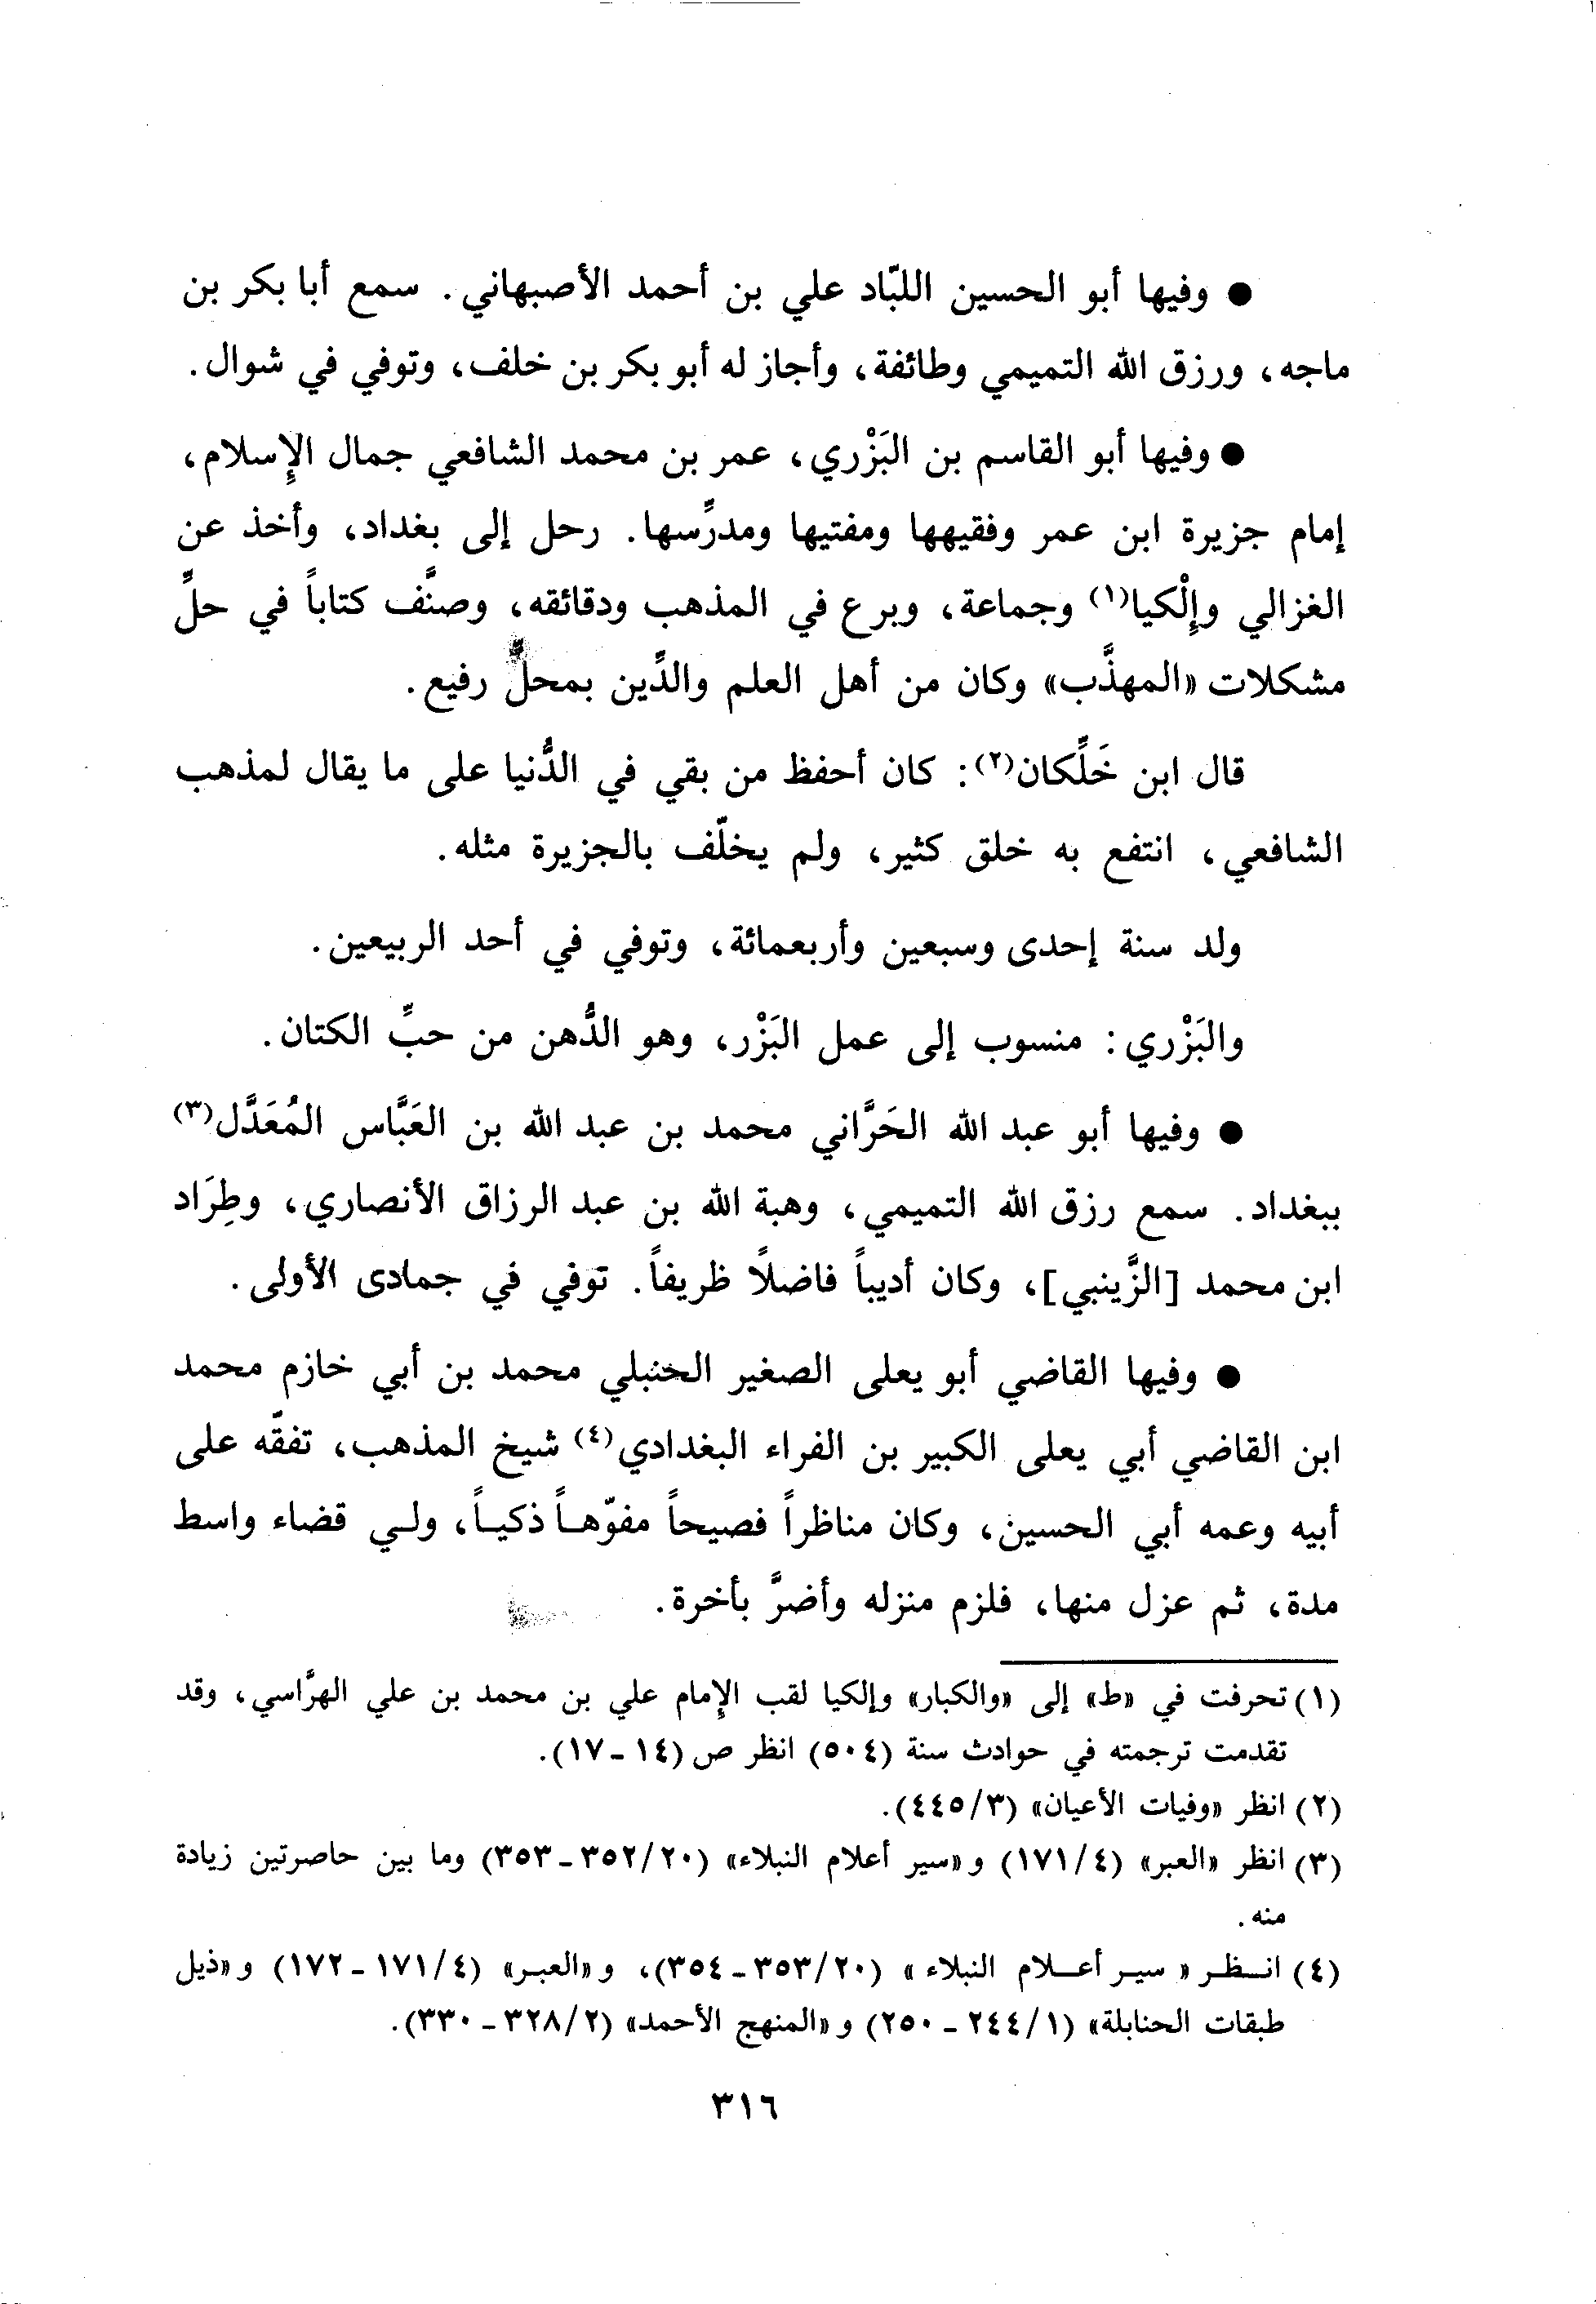 ● وفيها أبو الحسين اللبّاد علي بن أحمد الأصبهاني. سمع أبا بكر بن
ماجه، ورزق الله التميمي وطائفة، وأجاز له أبو بكر بن خلف، وتوفي في شوال.
● وفيها أبو القاسم بن البَزْري، عمر بن محمد الشافعي جمال الإِسلام،
إمام جزيرة ابن عمر وفقيهها ومفتيها ومدرِّسها. رحل إلى بغداد، وأخذ عن
الغزالي وإِلْكيا(١) وجماعة، وبرع في المذهب ودقائقه، وصنَّف كتاباً في حلِّ
مشكلات «المهذَّب» وكان من أهل العلم والدِّين بمحلٍّ رفيع.
قال ابن خَلِّكان(٢): كان أحفظ من بقي في الدُّنيا على ما يقال لمذهب
الشافعي، انتفع به خلق كثير، ولم يخلّف بالجزيرة مثله.
ولد سنة إحدى وسبعين وأربعمائة، وتوفي في أحد الربيعين.
والبَزْري: منسوب إلى عمل البَزْر، وهو الدُّهن من حبِّ الكتان.
● وفيها أبو عبد الله الحَرَّاني محمد بن عبد الله بن العَبَّاس المُعَدَّل(٣)
ببغداد. سمع رزق الله التميمي، وهبة الله بن عبد الرزاق الأنصاري، وطِرَاد
ابن محمد [الزَّينبي]، وكان أديباً فاضلاً ظريفاً. توفي في جمادى الأولى.
● وفيها القاضي أبو يعلى الصغير الحنبلي محمد بن أبي خازم محمد
ابن القاضي أبي يعلى الكبير بن الفراء البغدادي(٤) شيخ المذهب، تفقّه على
أبيه وعمه أبي الحسين، وكان مناظراً فصيحاً مفوّهاً ذكياً، ولي قضاء واسط
مدة، ثم عزل منها، فلزم منزله وأضرَّ بأخرة.
(١) تحرفت في «ط» إلى «والكبار» وإلكيا لقب الإِمام علي بن محمد بن علي الهرَّاسي، وقد
تقدمت ترجمته في حوادث سنة (٥٠٤) انظر ص (١٤ - ١٧).
(٢) انظر «وفيات الأعيان» (٣/٤٤٥).
(٣) انظر «العبر» (٤/١٧١) و«سير أعلام النبلاء» (٢٠/٣٥٢ - ٣٥٣) وما بين حاصرتين زيادة
منه.
(٤) انظر «سير أعلام النبلاء» (٢٠/٣٥٣ - ٣٥٤)، و«العبر» (٤/١٧١ - ١٧٢) و«ذيل
طبقات الحنابلة» (١/٢٤٤ - ٢٥٠) و«المنهج الأحمد» (٢/٣٢٨ - ٣٣٠).
٣١٦